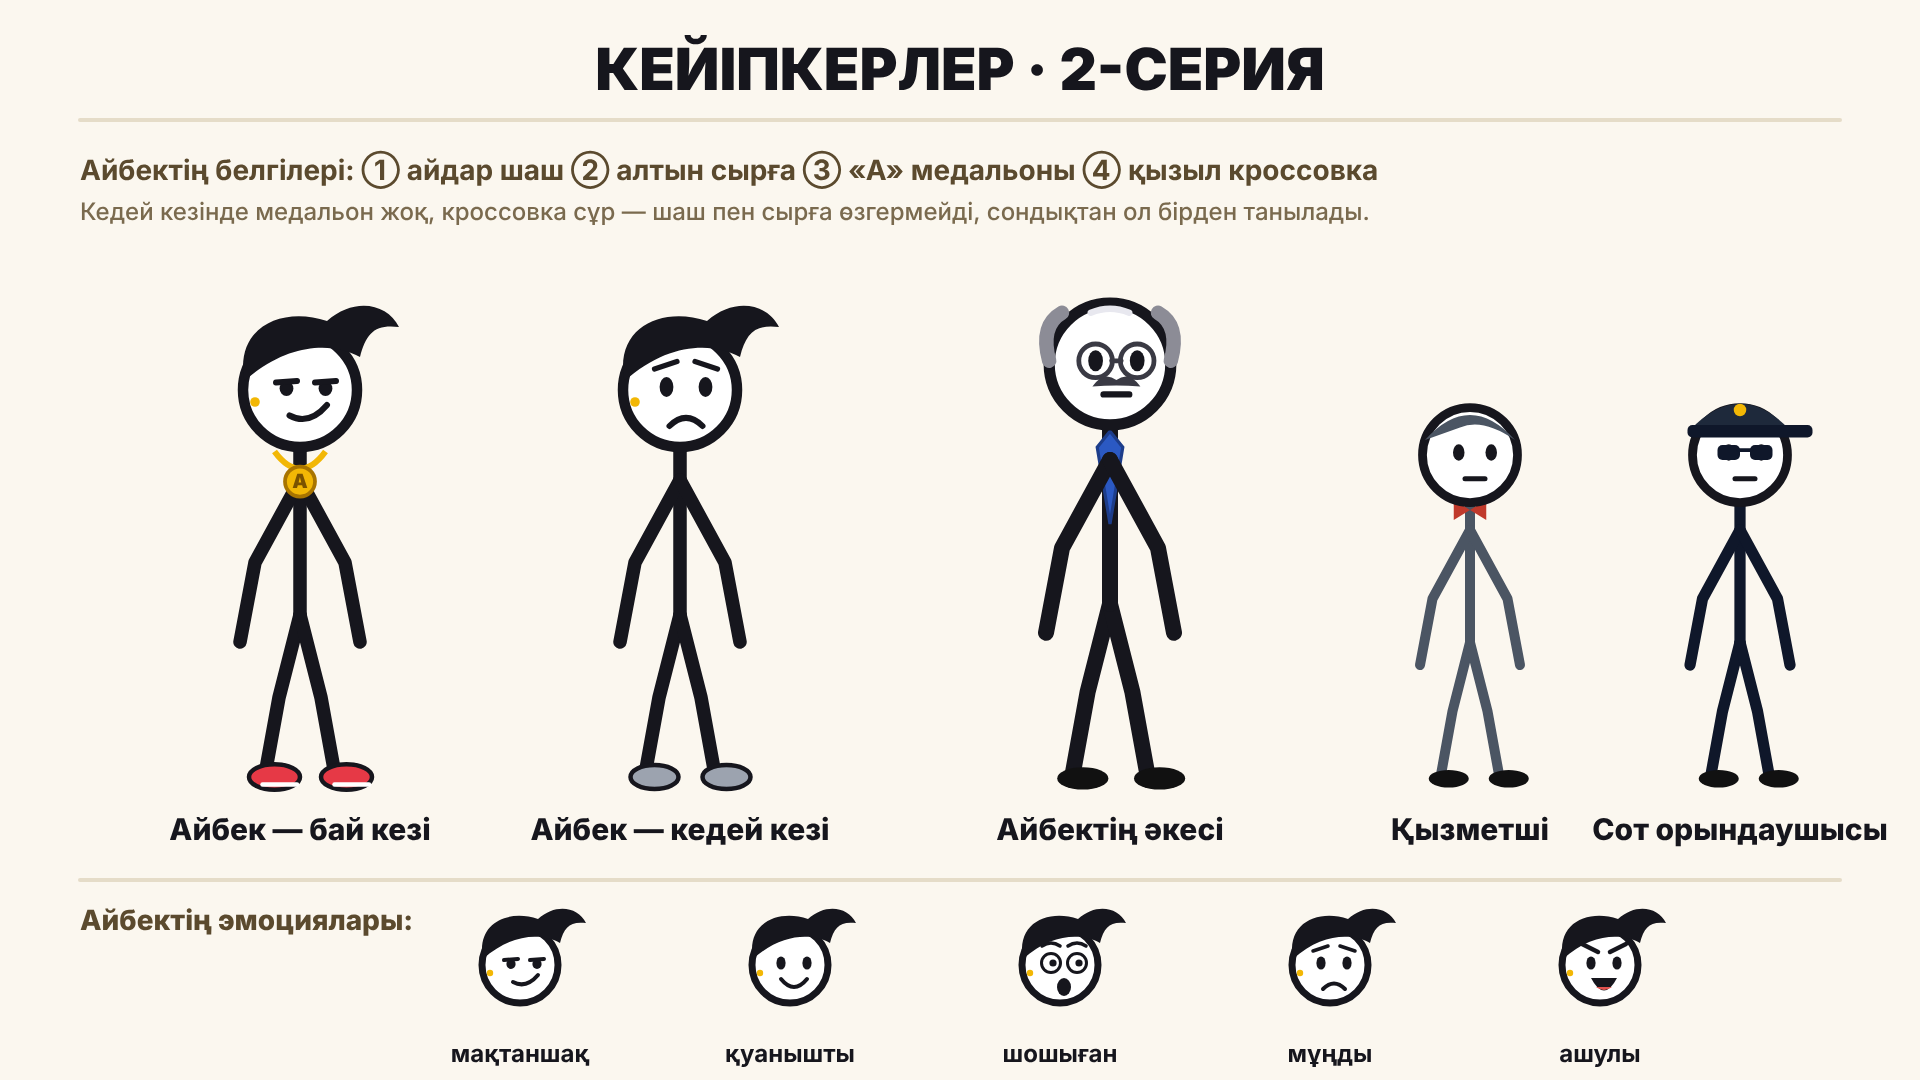 КЕЙІПКЕРЛЕР · 2-СЕРИЯ
Айбектің белгілері: ① айдар шаш ② алтын сырға ③ «А» медальоны ④ қызыл кроссовка
Кедей кезінде медальон жоқ, кроссовка сұр — шаш пен сырға өзгермейді, сондықтан ол бірден танылады.
А
Айбек — бай кезі
Айбек — кедей кезі
Айбектің әкесі
Қызметші
Сот орындаушысы
Айбектің эмоциялары:
мақтаншақ
қуанышты
шошыған
мұңды
ашулы